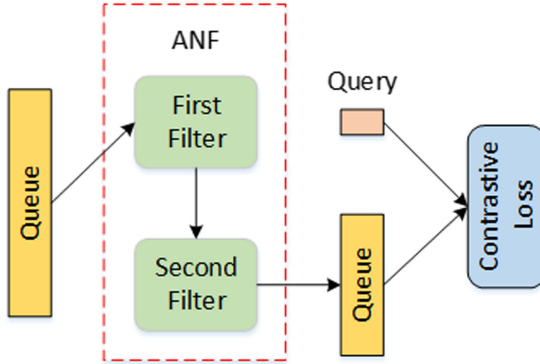 ANF
Queue
First
Filter
Second
Filter
Query
Queue
Contrastive
Loss